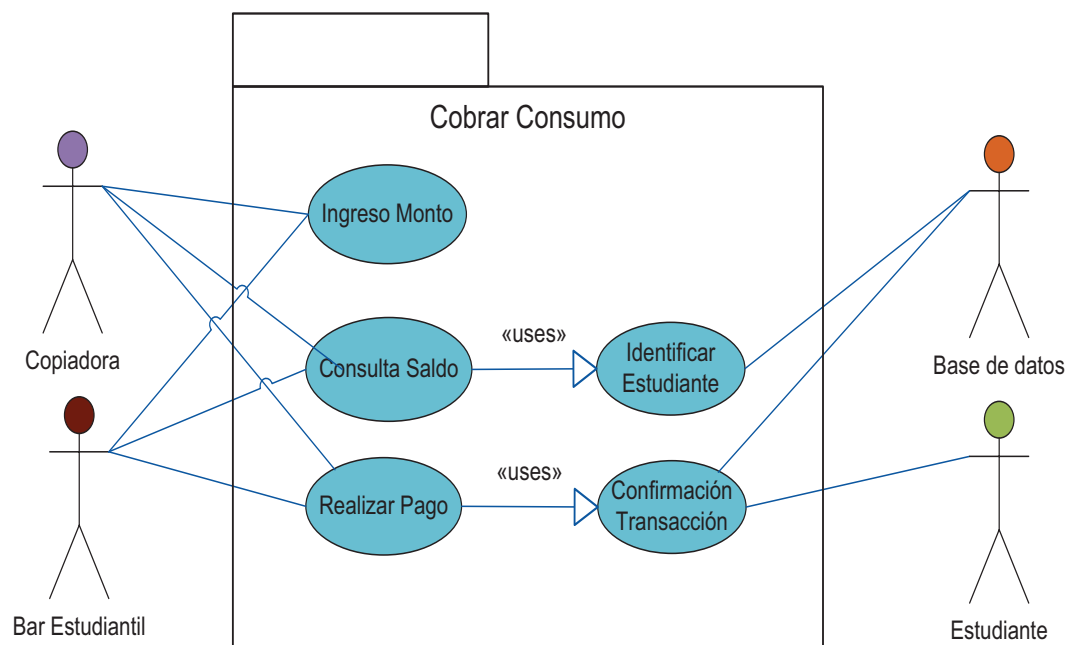 Cobrar Consumo
Ingreso Monto
Copiadora
Consulta Saldo
«uses»
Identificar
Estudiante
Base de datos
Realizar Pago
«uses»
Confirmación
Transacción
Bar Estudiantil
Estudiante